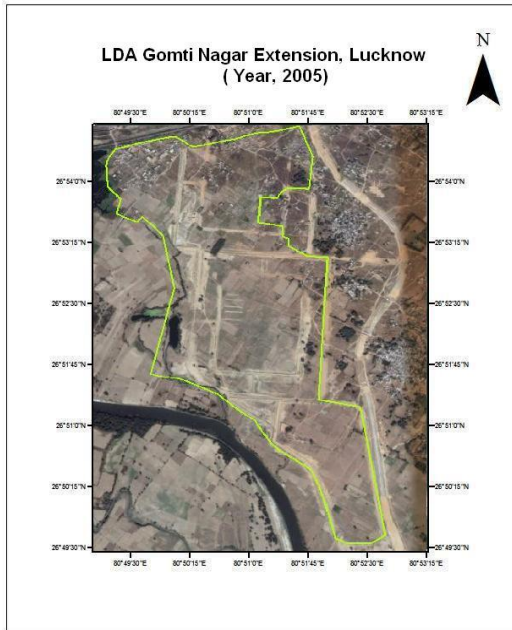 LDA Gomti Nagar Extension, Lucknow
( Year, 2005)
N
80°49'30"E 80°50'15"E 80°51'0"E 80°51'45"E 80°52'30"E 80°53'15"E
26°54'0"N 26°54'0"N
26°53'15"N 26°53'15"N
26°52'30"N 26°52'30"N
26°51'45"N 26°51'45"N
26°51'0"N 26°51'0"N
26°50'15"N 26°50'15"N
26°49'30"N 26°49'30"N
80°49'30"E 80°50'15"E 80°51'0"E 80°51'45"E 80°52'30"E 80°53'15"E